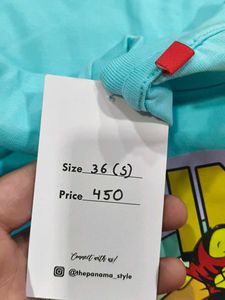 Size 36 (S)
Price 450
Connect with us!
@thepanama_style